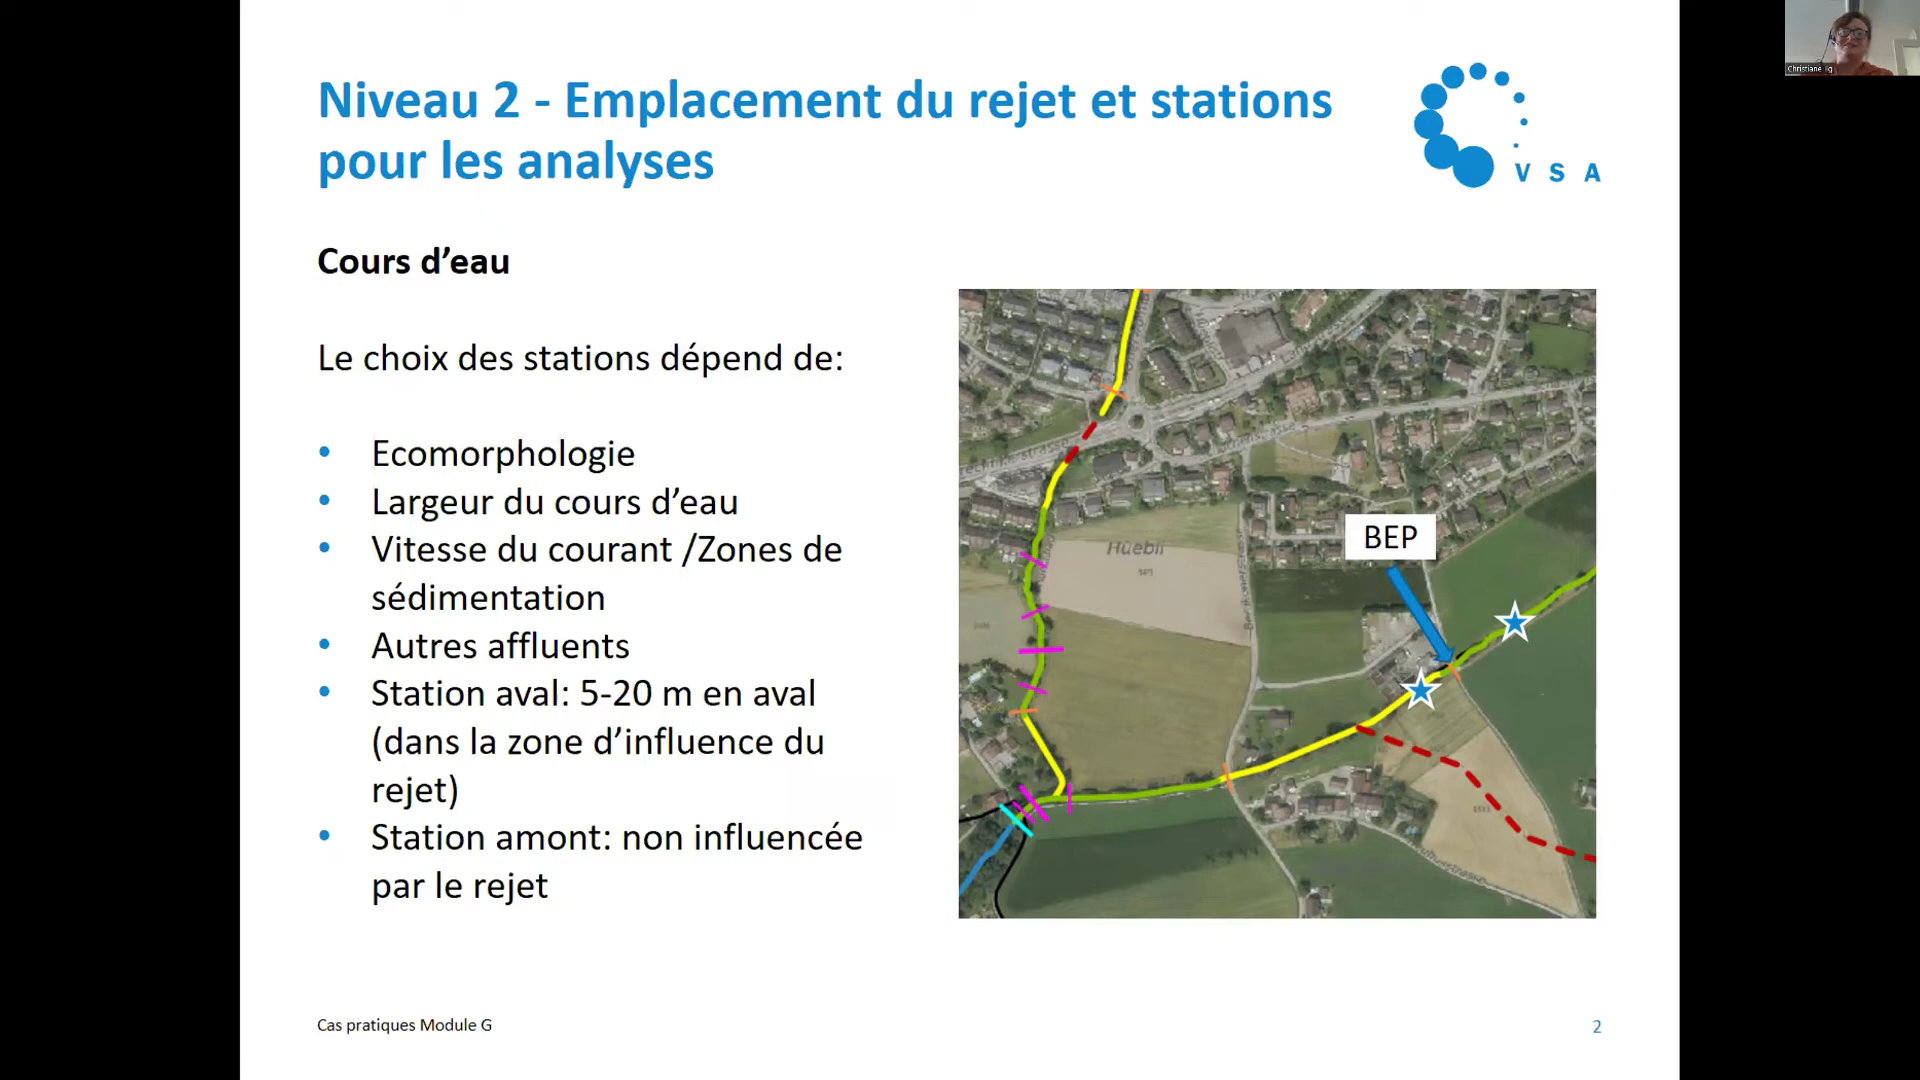 Niveau 2 - Emplacement du rejet et stations
pour les analyses
V S A
Christiane Ilg
Cours d’eau
Le choix des stations dépend de:
• Ecomorphologie
• Largeur du cours d’eau
• Vitesse du courant /Zones de
sédimentation
• Autres affluents
• Station aval: 5-20 m en aval
(dans la zone d’influence du
rejet)
• Station amont: non influencée
par le rejet
BEP
Hüebli
Cas pratiques Module G
2